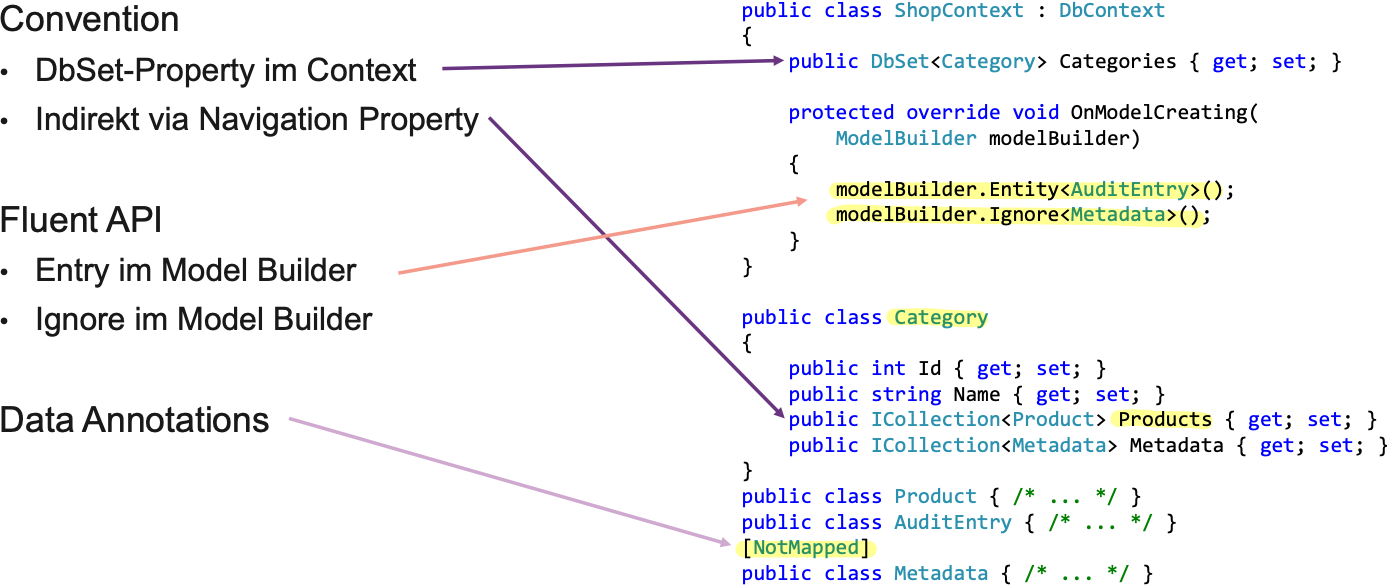 Convention
• DbSet-Property im Context
• Indirekt via Navigation Property
Fluent API
• Entry im Model Builder
• Ignore im Model Builder
Data Annotations
public class ShopContext : DbContext
{
    public DbSet<Category> Categories { get; set; }

    protected override void OnModelCreating(
        ModelBuilder modelBuilder)
    {
        modelBuilder.Entity<AuditEntry>();
        modelBuilder.Ignore<Metadata>();
    }
}

public class Category
{
    public int Id { get; set; }
    public string Name { get; set; }
    public ICollection<Product> Products { get; set; }
    public ICollection<Metadata> Metadata { get; set; }
}
public class Product { /* ... */ }
public class AuditEntry { /* ... */ }
[NotMapped]
public class Metadata { /* ... */ }